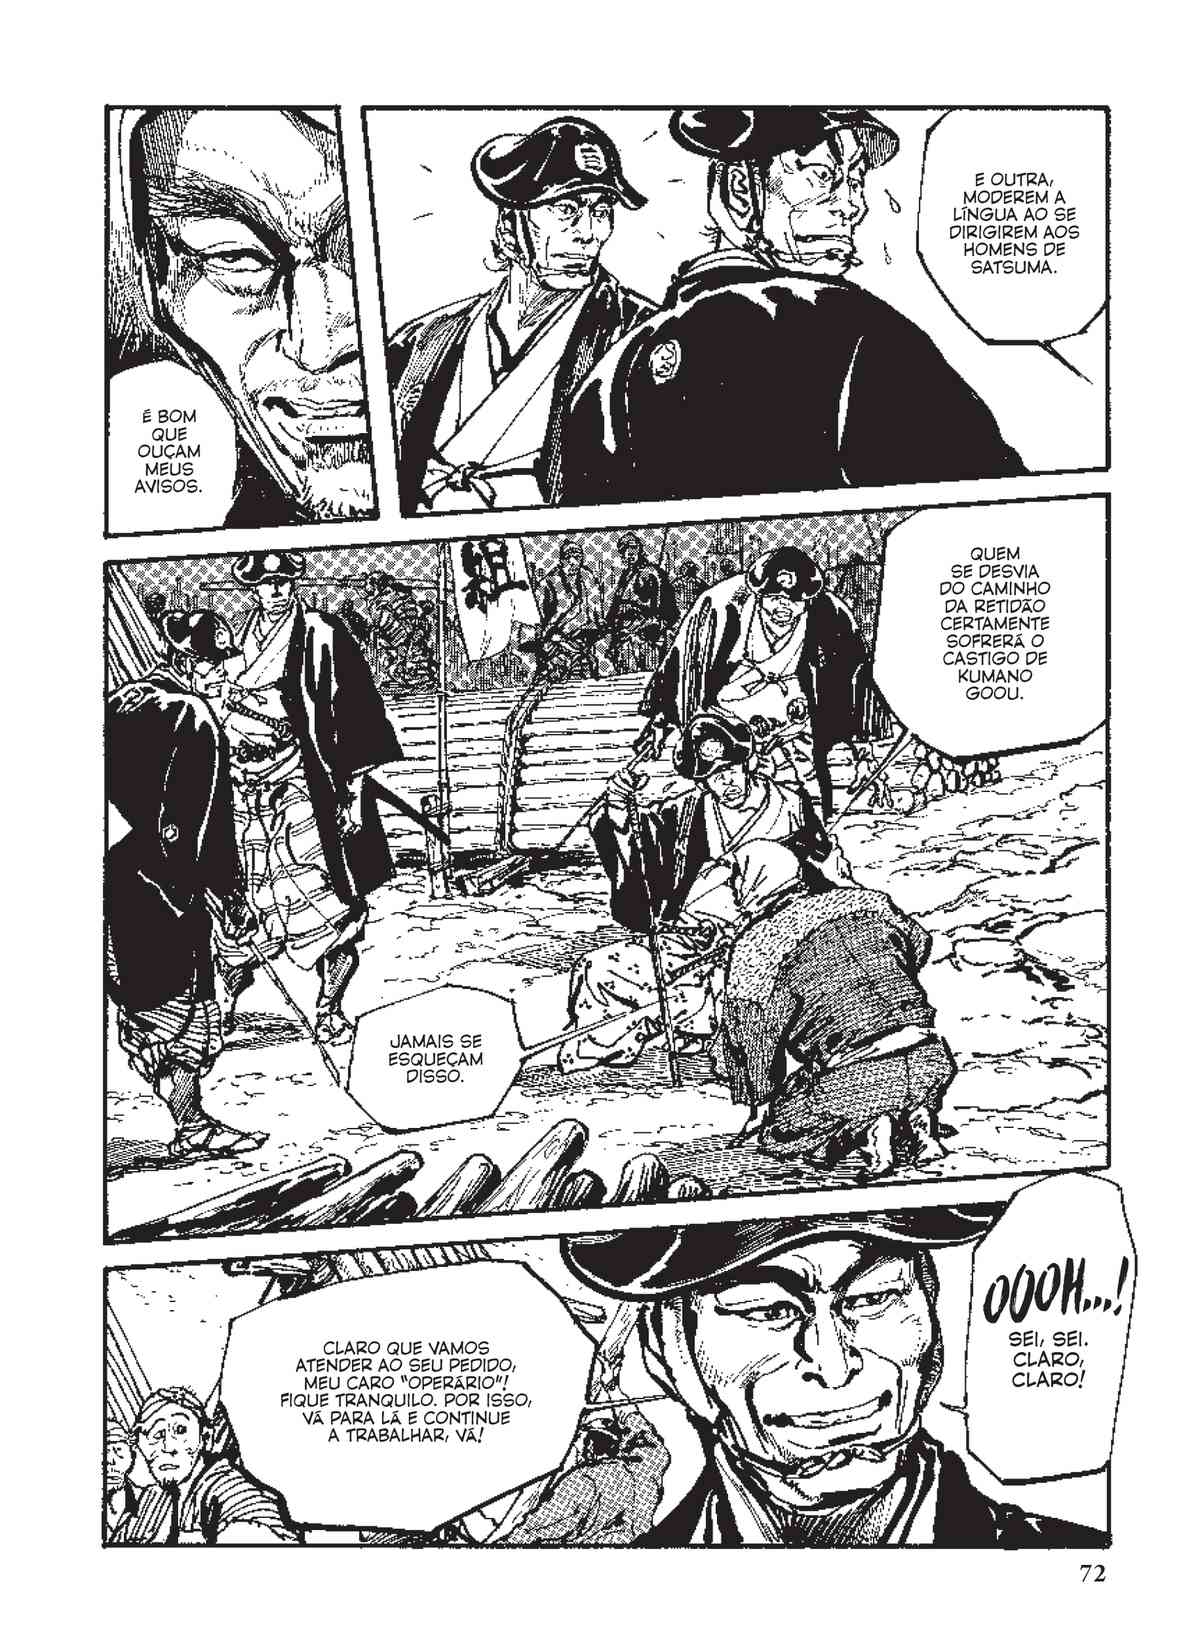 E OUTRA,
MODEREM A
LÍNGUA AO SE
DIRIGIREM AOS
HOMENS DE
SATSUMA.
É BOM
QUE
OUÇAM
MEUS
AVISOS.
QUEM
SE DESVIA
DO CAMINHO
DA RETIDÃO
CERTAMENTE
SOFRERÁ O
CASTIGO DE
KUMANO
GOOU.
JAMAIS SE
ESQUEÇAM
DISSO.
OOOH...!
SEI, SEI.
CLARO,
CLARO!
CLARO QUE VAMOS
ATENDER AO SEU PEDIDO,
MEU CARO “OPERÁRIO”!
FIQUE TRANQUILO. POR ISSO,
VÁ PARA LÁ E CONTINUE
A TRABALHAR, VÁ!
72